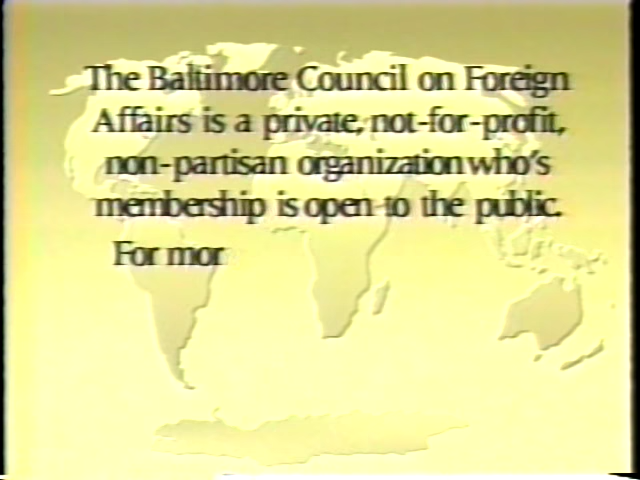 The Baltimore Council on Foreign
Affairs is a private, not-for-profit,
non-partisan organization who's
membership is open to the public.
For mor